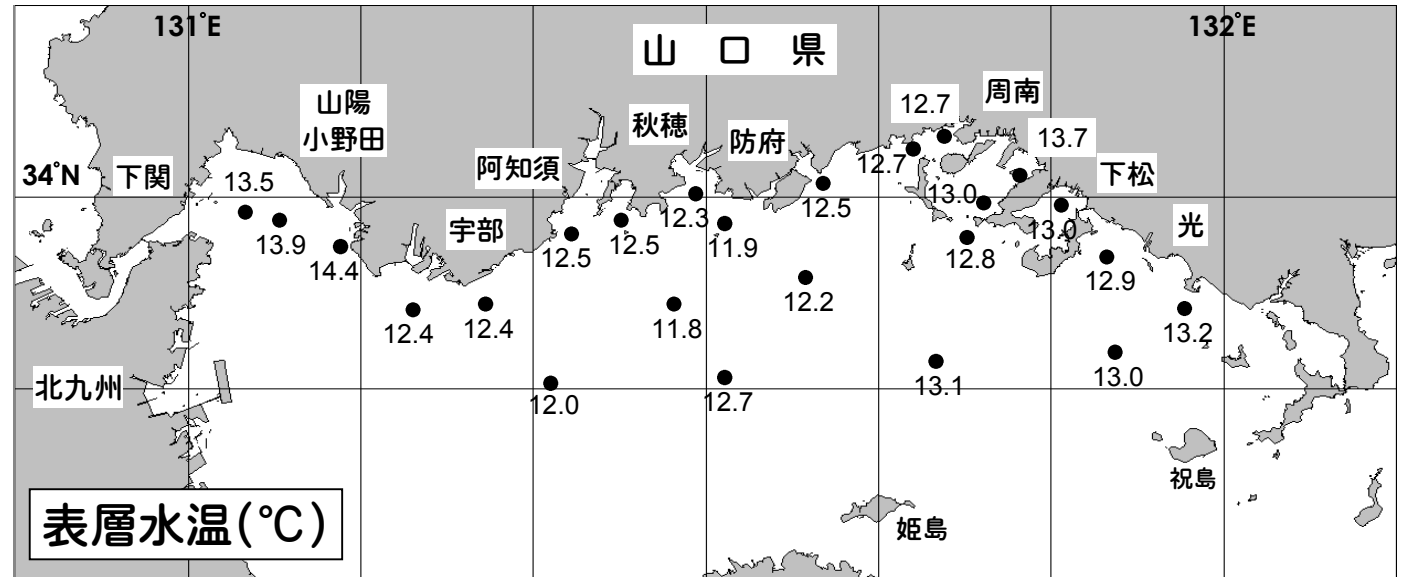 131°E
132°E
山口県
山陽
小野田
秋穂
防府
周南
12.7
13.7
34°N
下関
13.5
阿知須
12.7
下松
13.0
12.5
12.3
13.9
宇部
12.5
12.5
11.9
13.0
光
14.4
12.8
12.9
12.2
12.4
12.4
11.8
13.2
北九州
12.0
12.7
13.1
13.0
祝島
表層水温(℃)
姫島